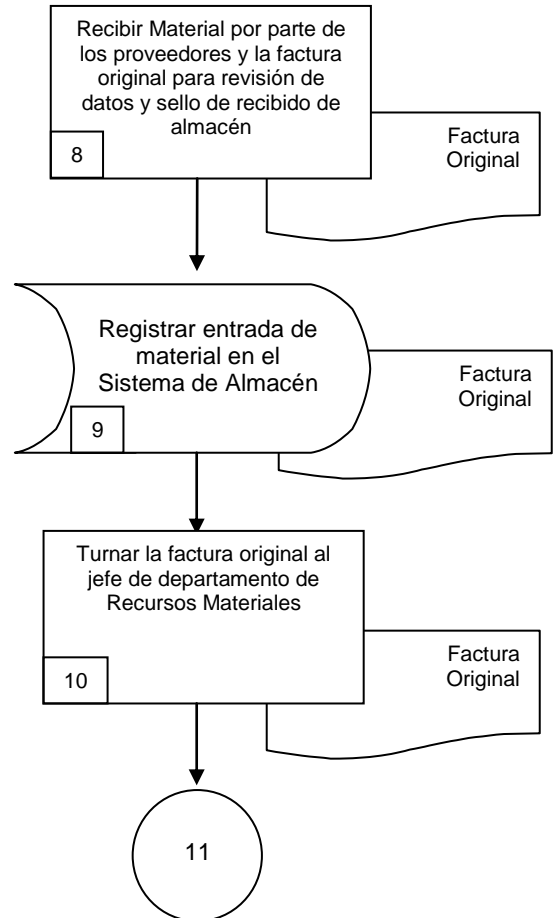 Recibir Material por parte de
los proveedores y la factura
original para revisión de
datos y sello de recibido de
almacén
8
Factura
Original
Registrar entrada de
material en el
Sistema de Almacén
9
Factura
Original
Turnar la factura original al
jefe de departamento de
Recursos Materiales
10
Factura
Original
11